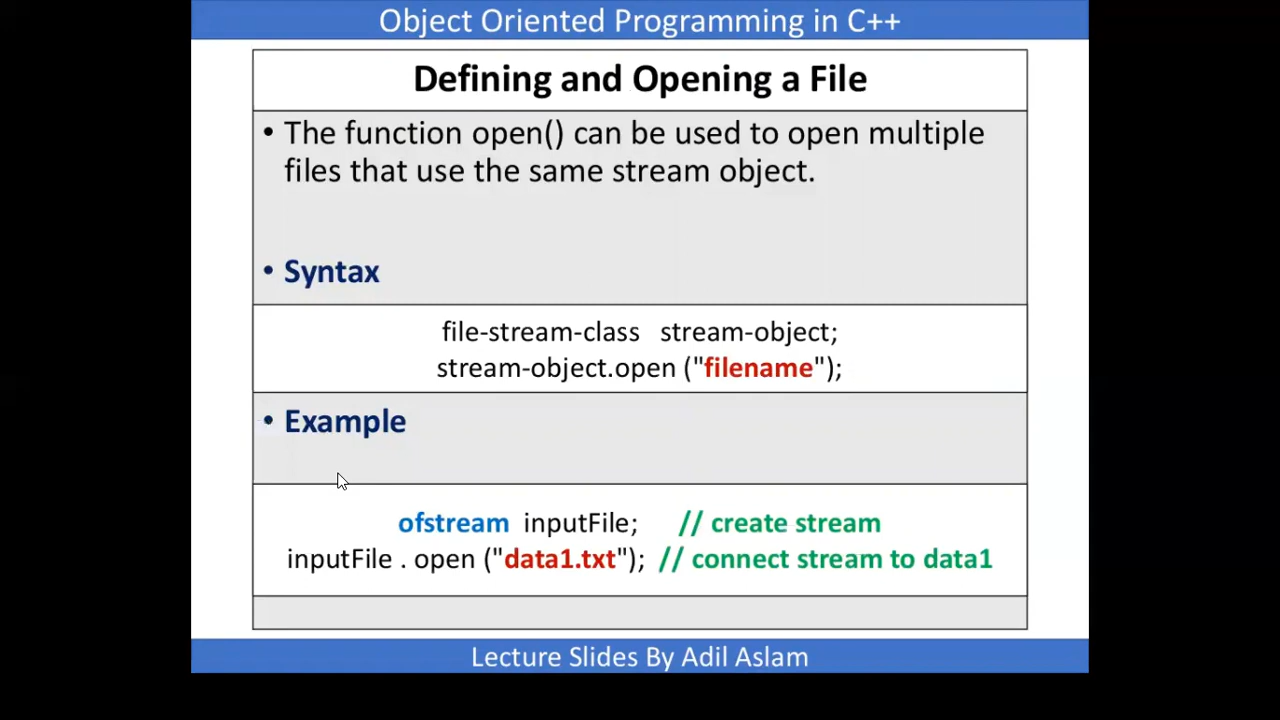 Object Oriented Programming in C++
Defining and Opening a File
• The function open() can be used to open multiple
files that use the same stream object.
• Syntax
file-stream-class stream-object;
stream-object.open ("filename");
• Example
ofstream inputFile; // create stream
inputFile . open ("data1.txt"); // connect stream to data1
Lecture Slides By Adil Aslam